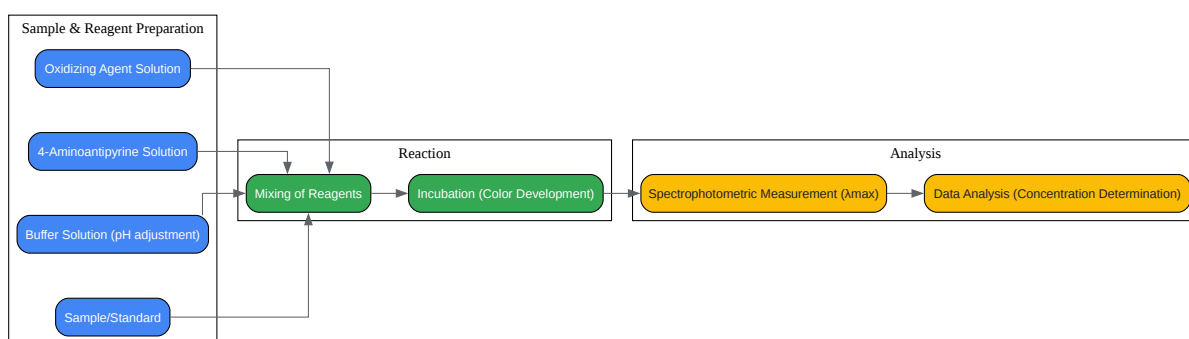 Sample & Reagent Preparation
Oxidizing Agent Solution
4-Aminoantipyrine Solution
Buffer Solution (pH adjustment)
Sample/Standard
Reaction
Mixing of Reagents
Incubation (Color Development)
Analysis
Spectrophotometric Measurement (λmax)
Data Analysis (Concentration Determination)